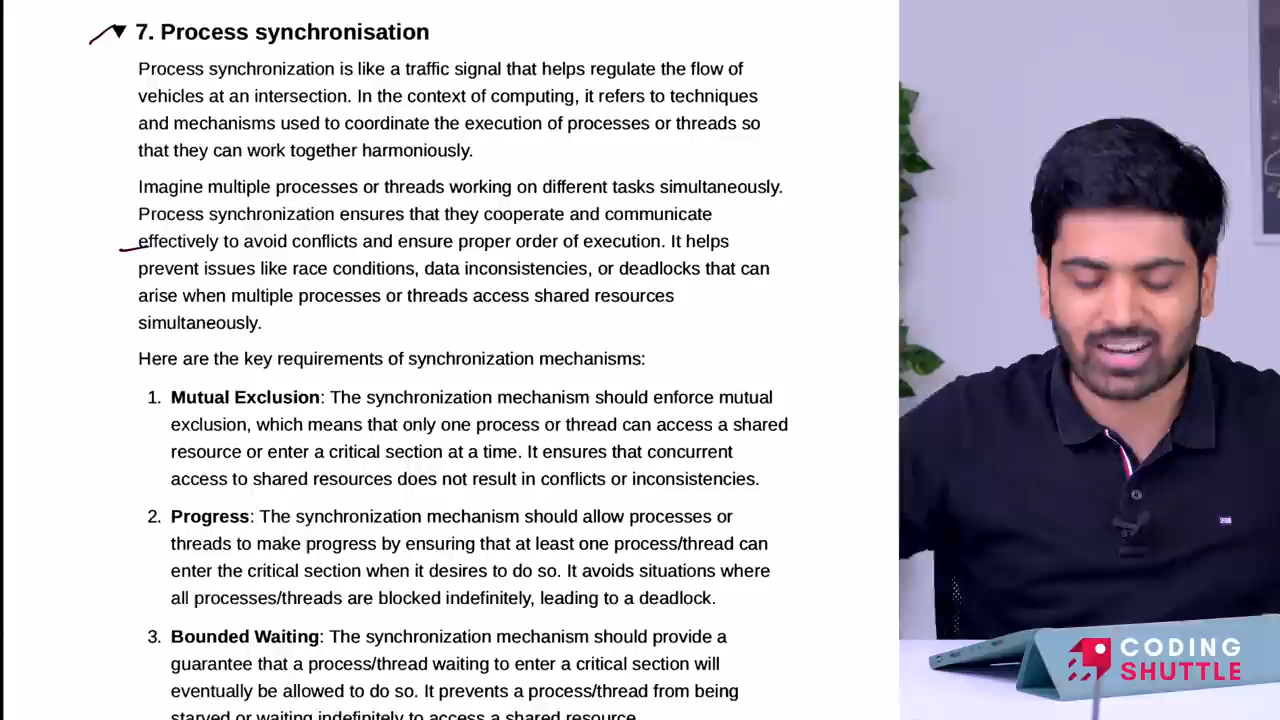 7. Process synchronisation
Process synchronization is like a traffic signal that helps regulate the flow of
vehicles at an intersection. In the context of computing, it refers to techniques
and mechanisms used to coordinate the execution of processes or threads so
that they can work together harmoniously.
Imagine multiple processes or threads working on different tasks simultaneously.
Process synchronization ensures that they cooperate and communicate
effectively to avoid conflicts and ensure proper order of execution. It helps
prevent issues like race conditions, data inconsistencies, or deadlocks that can
arise when multiple processes or threads access shared resources
simultaneously.
Here are the key requirements of synchronization mechanisms:
1. Mutual Exclusion: The synchronization mechanism should enforce mutual
exclusion, which means that only one process or thread can access a shared
resource or enter a critical section at a time. It ensures that concurrent
access to shared resources does not result in conflicts or inconsistencies.
2. Progress: The synchronization mechanism should allow processes or
threads to make progress by ensuring that at least one process/thread can
enter the critical section when it desires to do so. It avoids situations where
all processes/threads are blocked indefinitely, leading to a deadlock.
3. Bounded Waiting: The synchronization mechanism should provide a
guarantee that a process/thread waiting to enter a critical section will
eventually be allowed to do so. It prevents a process/thread from being
starved or waiting indefinitely to access a shared resource.
CODING
SHUTTLE